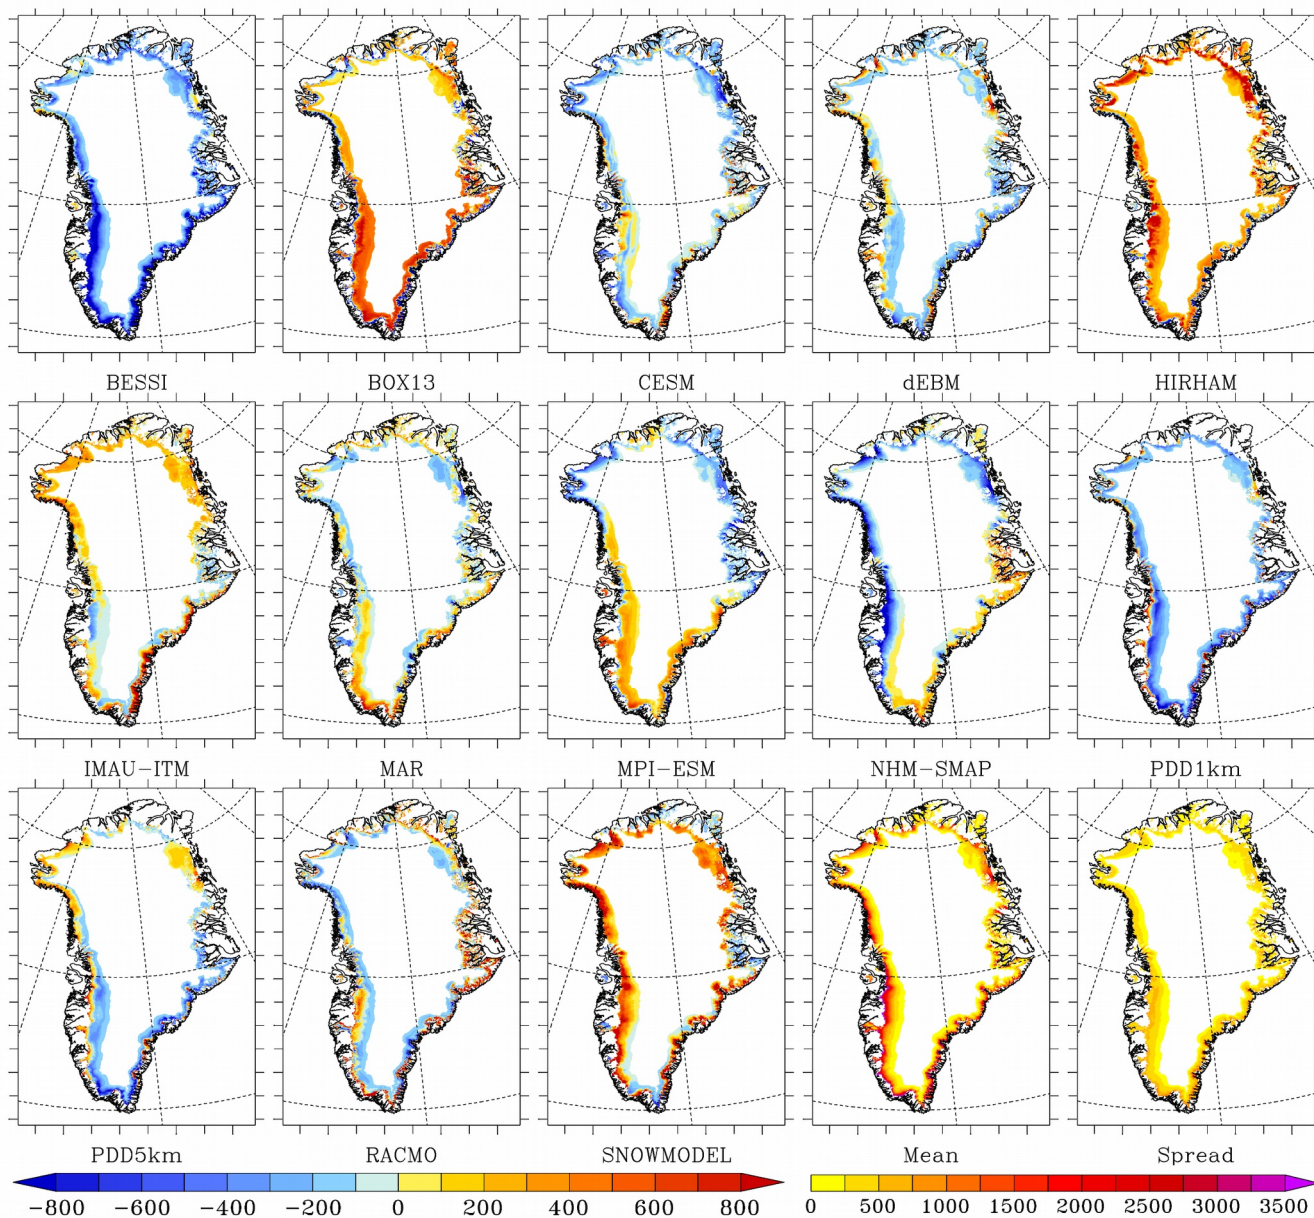 BESSI BOX13 CESM dEBM HIRHAM
IMAU-ITM MAR MPI-ESM NHM-SMAP PDD1km
PDD5km RACMO SNOWMODEL Mean Spread
-800 -600 -400 -200 0 200 400 600 800 0 500 1000 1500 2000 2500 3000 3500